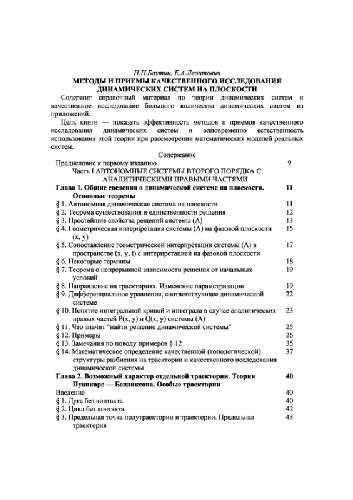 Н.Н.Баутин, Е.А.Леонтович
МЕТОДЫ И ПРИЕМЫ КАЧЕСТВЕННОГО ИССЛЕДОВАНИЯ
ДИНАМИЧЕСКИХ СИСТЕМ НА ПЛОСКОСТИ
Содержит справочный материал по теории динамических систем и
качественное исследование большого количества динамических систем из
приложений.
Цель книги — показать эффективность методов и приемов качественного
исследования динамических систем и одновременно естественность
использования этой теории при рассмотрении математических моделей реальных
систем.
Содержание
Предисловие к первому изданию 9
Часть I АВТОНОМНЫЕ СИСТЕМЫ ВТОРОГО ПОРЯДКА С
АНАЛИТИЧЕСКИМИ ПРАВЫМИ ЧАСТЯМИ
Глава 1. Общие сведения о динамической системе на плоскости. 11
Основные теоремы
§ 1. Автономная динамическая система на плоскости 11
§ 2. Теорема существования и единственности решения 12
§ 3. Простейшие свойства решений системы (А) 13
§ 4. Геометрическая интерпретация системы (А) на фазовой плоскости 15
(x, y)
§ 5. Сопоставление геометрической интерпретации системы (А) в 17
пространстве (x, y, t) с интерпретацией на фазовой плоскости
§ 6. Некоторые термины 18
§ 7. Теорема о непрерывной зависимости решения от начальных 19
условий
§ 8. Направление на траекториях. Изменение параметризации 19
§ 9. Дифференциальное уравнение, соответствующее динамической 22
системе
§ 10. Понятие интегральной кривой и интеграла в случае аналитических 23
правых частей P(x, y) и Q(x, y) системы (А)
§ 11. Что значит "найти решение динамической системы" 25
§ 12. Примеры 26
§ 13. Замечания по поводу примеров § 12 35
§ 14. Математическое определение качественной (топологической) 37
структуры разбиения на траектории и качественного исследования
динамической системы
Глава 2. Возможный характер отдельной траектории. Теория 40
Пуанкаре — Бендиксона. Особые траектории
Введение 40
§ 1. Дуга без контакта 40
§ 2. Цикл без контакта 42
§ 3. Предельная точка полутраектории и траектории. Предельная 43
траектория